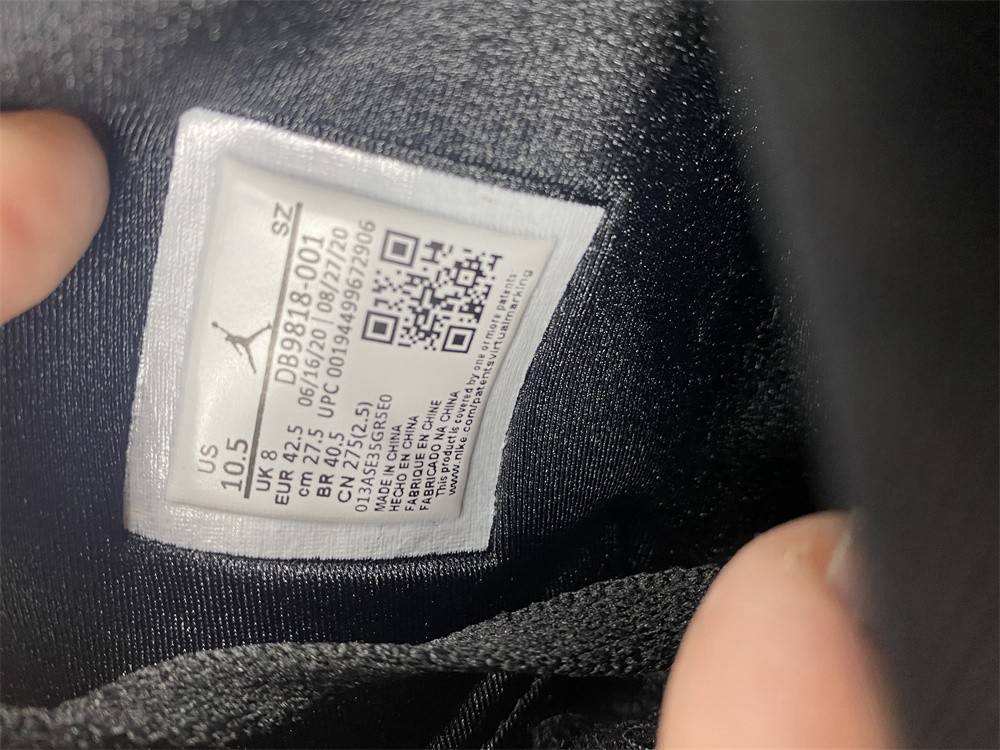 US
10.5
SZ
UK 8
EUR 42.5
DB9818-001
cm 27.5
06/16/20 | 08/27/20
BR 40.5
UPC 00194499672906
CN 275(2.5)
013ASE35GR5E0
MADE IN CHINA
HECHO EN CHINA
FABRIQUE EN CHINE
FABRICADO NA CHINA
This product is covered by one or more patents
www.nike.com/patentsvirtualmarking